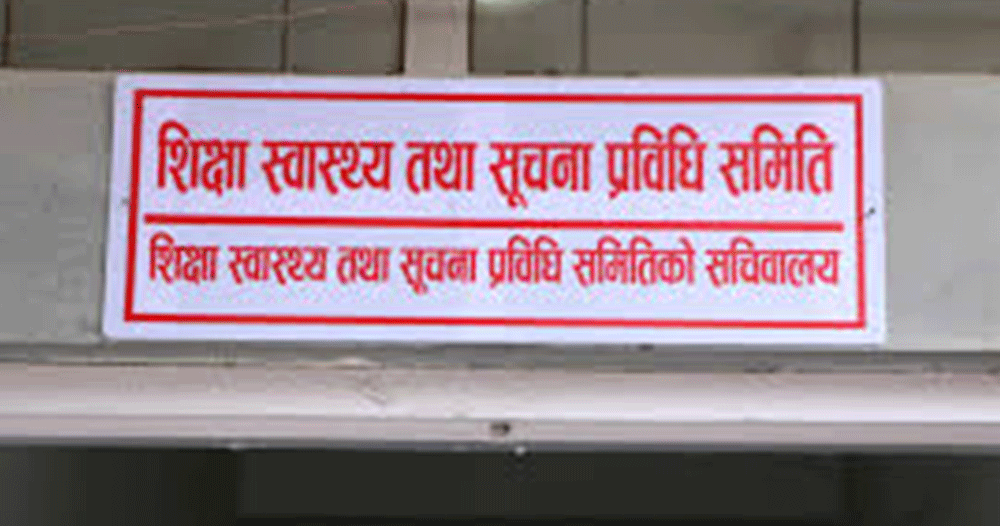 शिक्षा स्वास्थ्य तथा सूचना प्रविधि समिति
शिक्षा स्वास्थ्य तथा सूचना प्रविधि समितिको सचिवालय